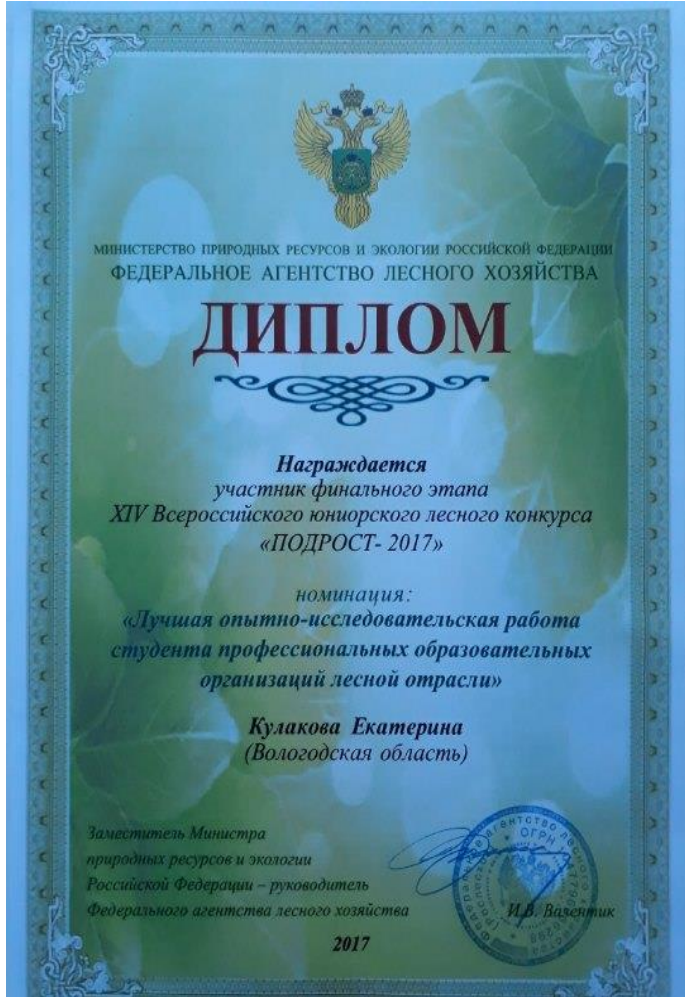 МИНИСТЕРСТВО ПРИРОДНЫХ РЕСУРСОВ И ЭКОЛОГИИ РОССИЙСКОЙ ФЕДЕРАЦИИ
ФЕДЕРАЛЬНОЕ АГЕНТСТВО ЛЕСНОГО ХОЗЯЙСТВА
ДИПЛОМ
Награждается
участник финального этапа
XIV Всероссийского юниорского лесного конкурса
«ПОДРОСТ- 2017»
номинация:
«Лучшая опытно-исследовательская работа
студента профессиональных образовательных
организаций лесной отрасли»
Кулакова Екатерина
(Вологодская область)
Заместитель Министра
природных ресурсов и экологии
Российской Федерации – руководитель
Федерального агентства лесного хозяйства
И.В. Валентик
2017